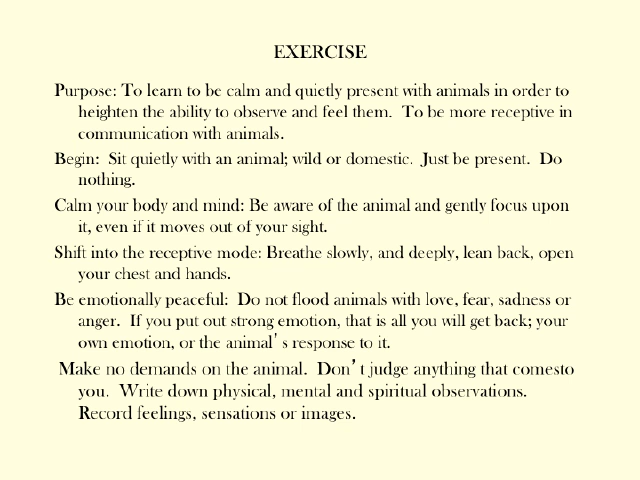 EXERCISE
Purpose: To learn to be calm and quietly present with animals in order to
heighten the ability to observe and feel them.  To be more receptive in
communication with animals.
Begin:  Sit quietly with an animal; wild or domestic.  Just be present.  Do
nothing.
Calm your body and mind: Be aware of the animal and gently focus upon
it, even if it moves out of your sight.
Shift into the receptive mode: Breathe slowly, and deeply, lean back, open
your chest and hands.
Be emotionally peaceful:  Do not flood animals with love, fear, sadness or
anger.  If you put out strong emotion, that is all you will get back; your
own emotion, or the animal’s response to it.
Make no demands on the animal.  Don’t judge anything that comesto
you.  Write down physical, mental and spiritual observations.
Record feelings, sensations or images.